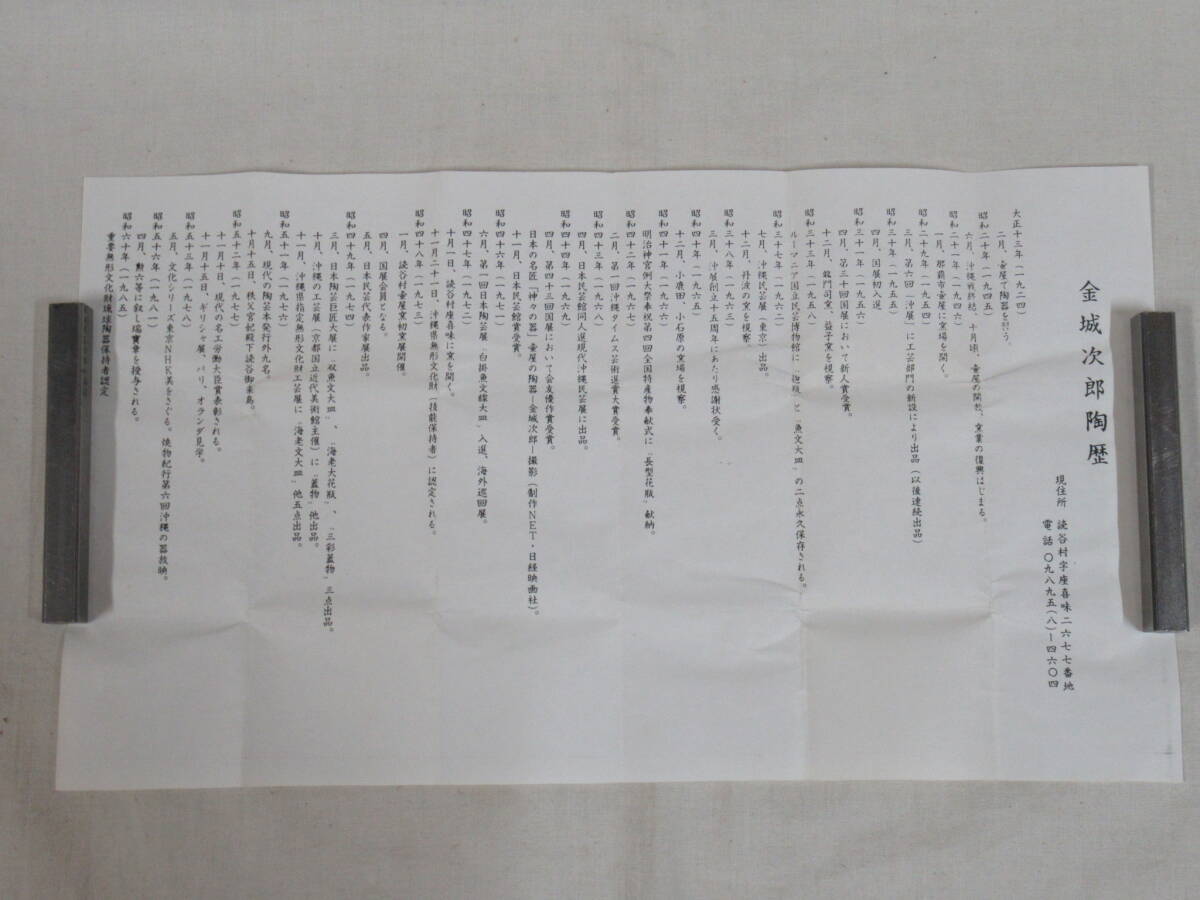 金城次郎陶歴
現住所　読谷村字座喜味二六七七番地
電話　〇九八九五(八)ー四六〇四
大正十三年(一九二四)
二月、壷屋にて陶器を習う。
昭和二十年(一九四五)
六月、沖縄戦終結、十月頃、壷屋の開放、窯業の復興はじまる。
昭和二十一年(一九四六)
一月、那覇市壷屋に窯場を開く。
昭和二十九年(一九五四)
三月、第六回「沖展」に工芸部門の新設により出品(以後連続出品)
昭和三十年(一九五五)
四月、国展初入選
昭和三十一年(一九五六)
四月、第三十回国展において新人賞受賞。
十二月、龍門司窯、益子窯を視察。
昭和三十三年(一九五八)
ルーマニア国立民芸博物館に「抱瓶」と「魚文大皿」の二点永久保存される。
昭和三十七年(一九六二)
七月、沖縄民芸展(東京)出品。
十二月、丹波の窯を視察
昭和三十八年(一九六三)
三月、沖展創立十五周年にあたり感謝状受く。
昭和四十年(一九六五)
十二月、小鹿田、小石原の窯場を視察。
昭和四十一年(一九六六)
明治神宮例大祭奉祝第四回全国特産物奉献式に「長型花瓶」献納。
昭和四十二年(一九六七)
二月、第一回沖縄タイムス芸術選賞大賞受賞。
昭和四十三年(一九六八)
四月、日本民芸館同人選現代沖縄民芸展に出品。
昭和四十四年(一九六九)
四月、第四十三回国展において会友優作賞受賞。
日本の名匠「神々の器」壷屋の陶器ー金城次郎ー撮影(制作NET・日経映画社)。
昭和四十六年(一九七一)
十一月、日本民芸館賞受賞。
六月、第一回日本陶芸展「白掛魚文線大皿」入選、海外巡回展。
昭和四十七年(一九七二)
十月一日、読谷村座喜味に窯を開く。
十一月二十一日、沖縄県無形文化財(技能保持者)に認定される。
昭和四十八年(一九七三)
一月、読谷村壷屋窯初窯展開催。
四月、国展会員となる。
五月、日本民芸代表作家展出品。
昭和四十九年(一九七四)
三月、日本陶芸巨匠大展に「双魚文大皿」、「海老大花瓶」、「三彩蓋物」三点出品。
十月、沖縄の工芸展(京都国立近代美術館主催)に「蓋物」他出品。
十一月、沖縄県指定無形文化財工芸展に「海老文大皿」他五点出品。
昭和五十一年(一九七六)
九月、現代の陶芸本発行外九名。
十月十五日、秩父宮妃殿下読谷御来島。
昭和五十二年(一九七七)
十一月十日、現代の名工労働大臣賞表彰される。
十一月十五日、ギリシャ展、パリ、オランダ見学。
昭和五十三年(一九七八)
五月、文化シリーズ東京NHK美をさぐる。焼物紀行第六回沖縄の器放映。
昭和五十六年(一九八一)
四月、勲六等に叙し瑞寶章を授与される。
昭和六十年(一九八五)
重要無形文化財琉球陶器保持者認定